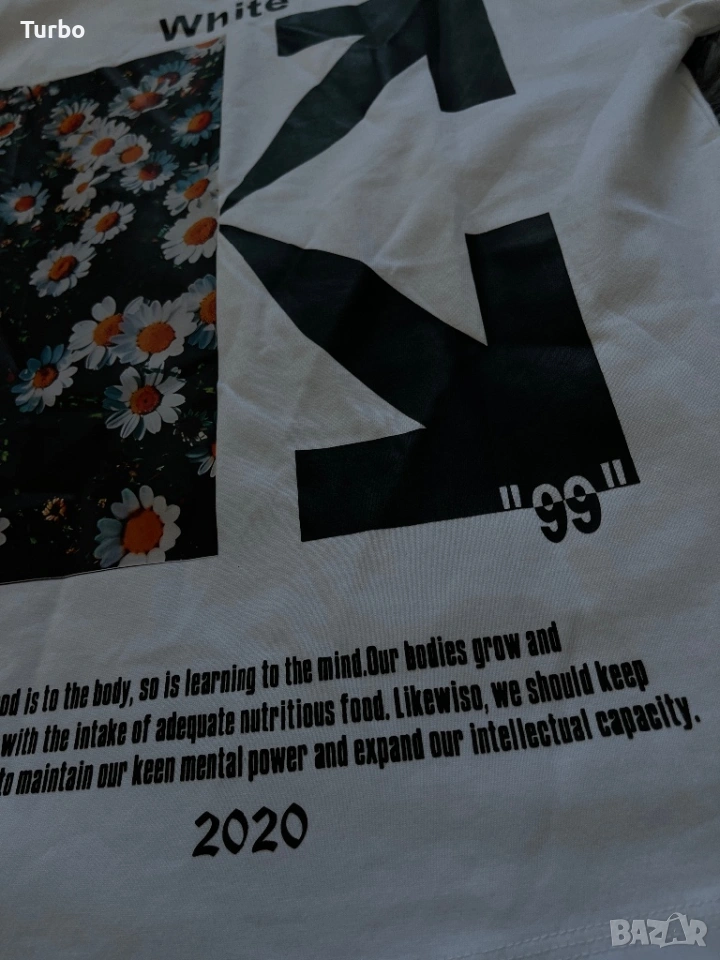 Turbo
White
"99"
od is to the body, so is learning to the mind.Our bodies grow and
with the intake of adequate nutritious food. Likewiso, we should keep
to maintain our keen mental power and expand our intellectual capacity.
2020
BAZAR